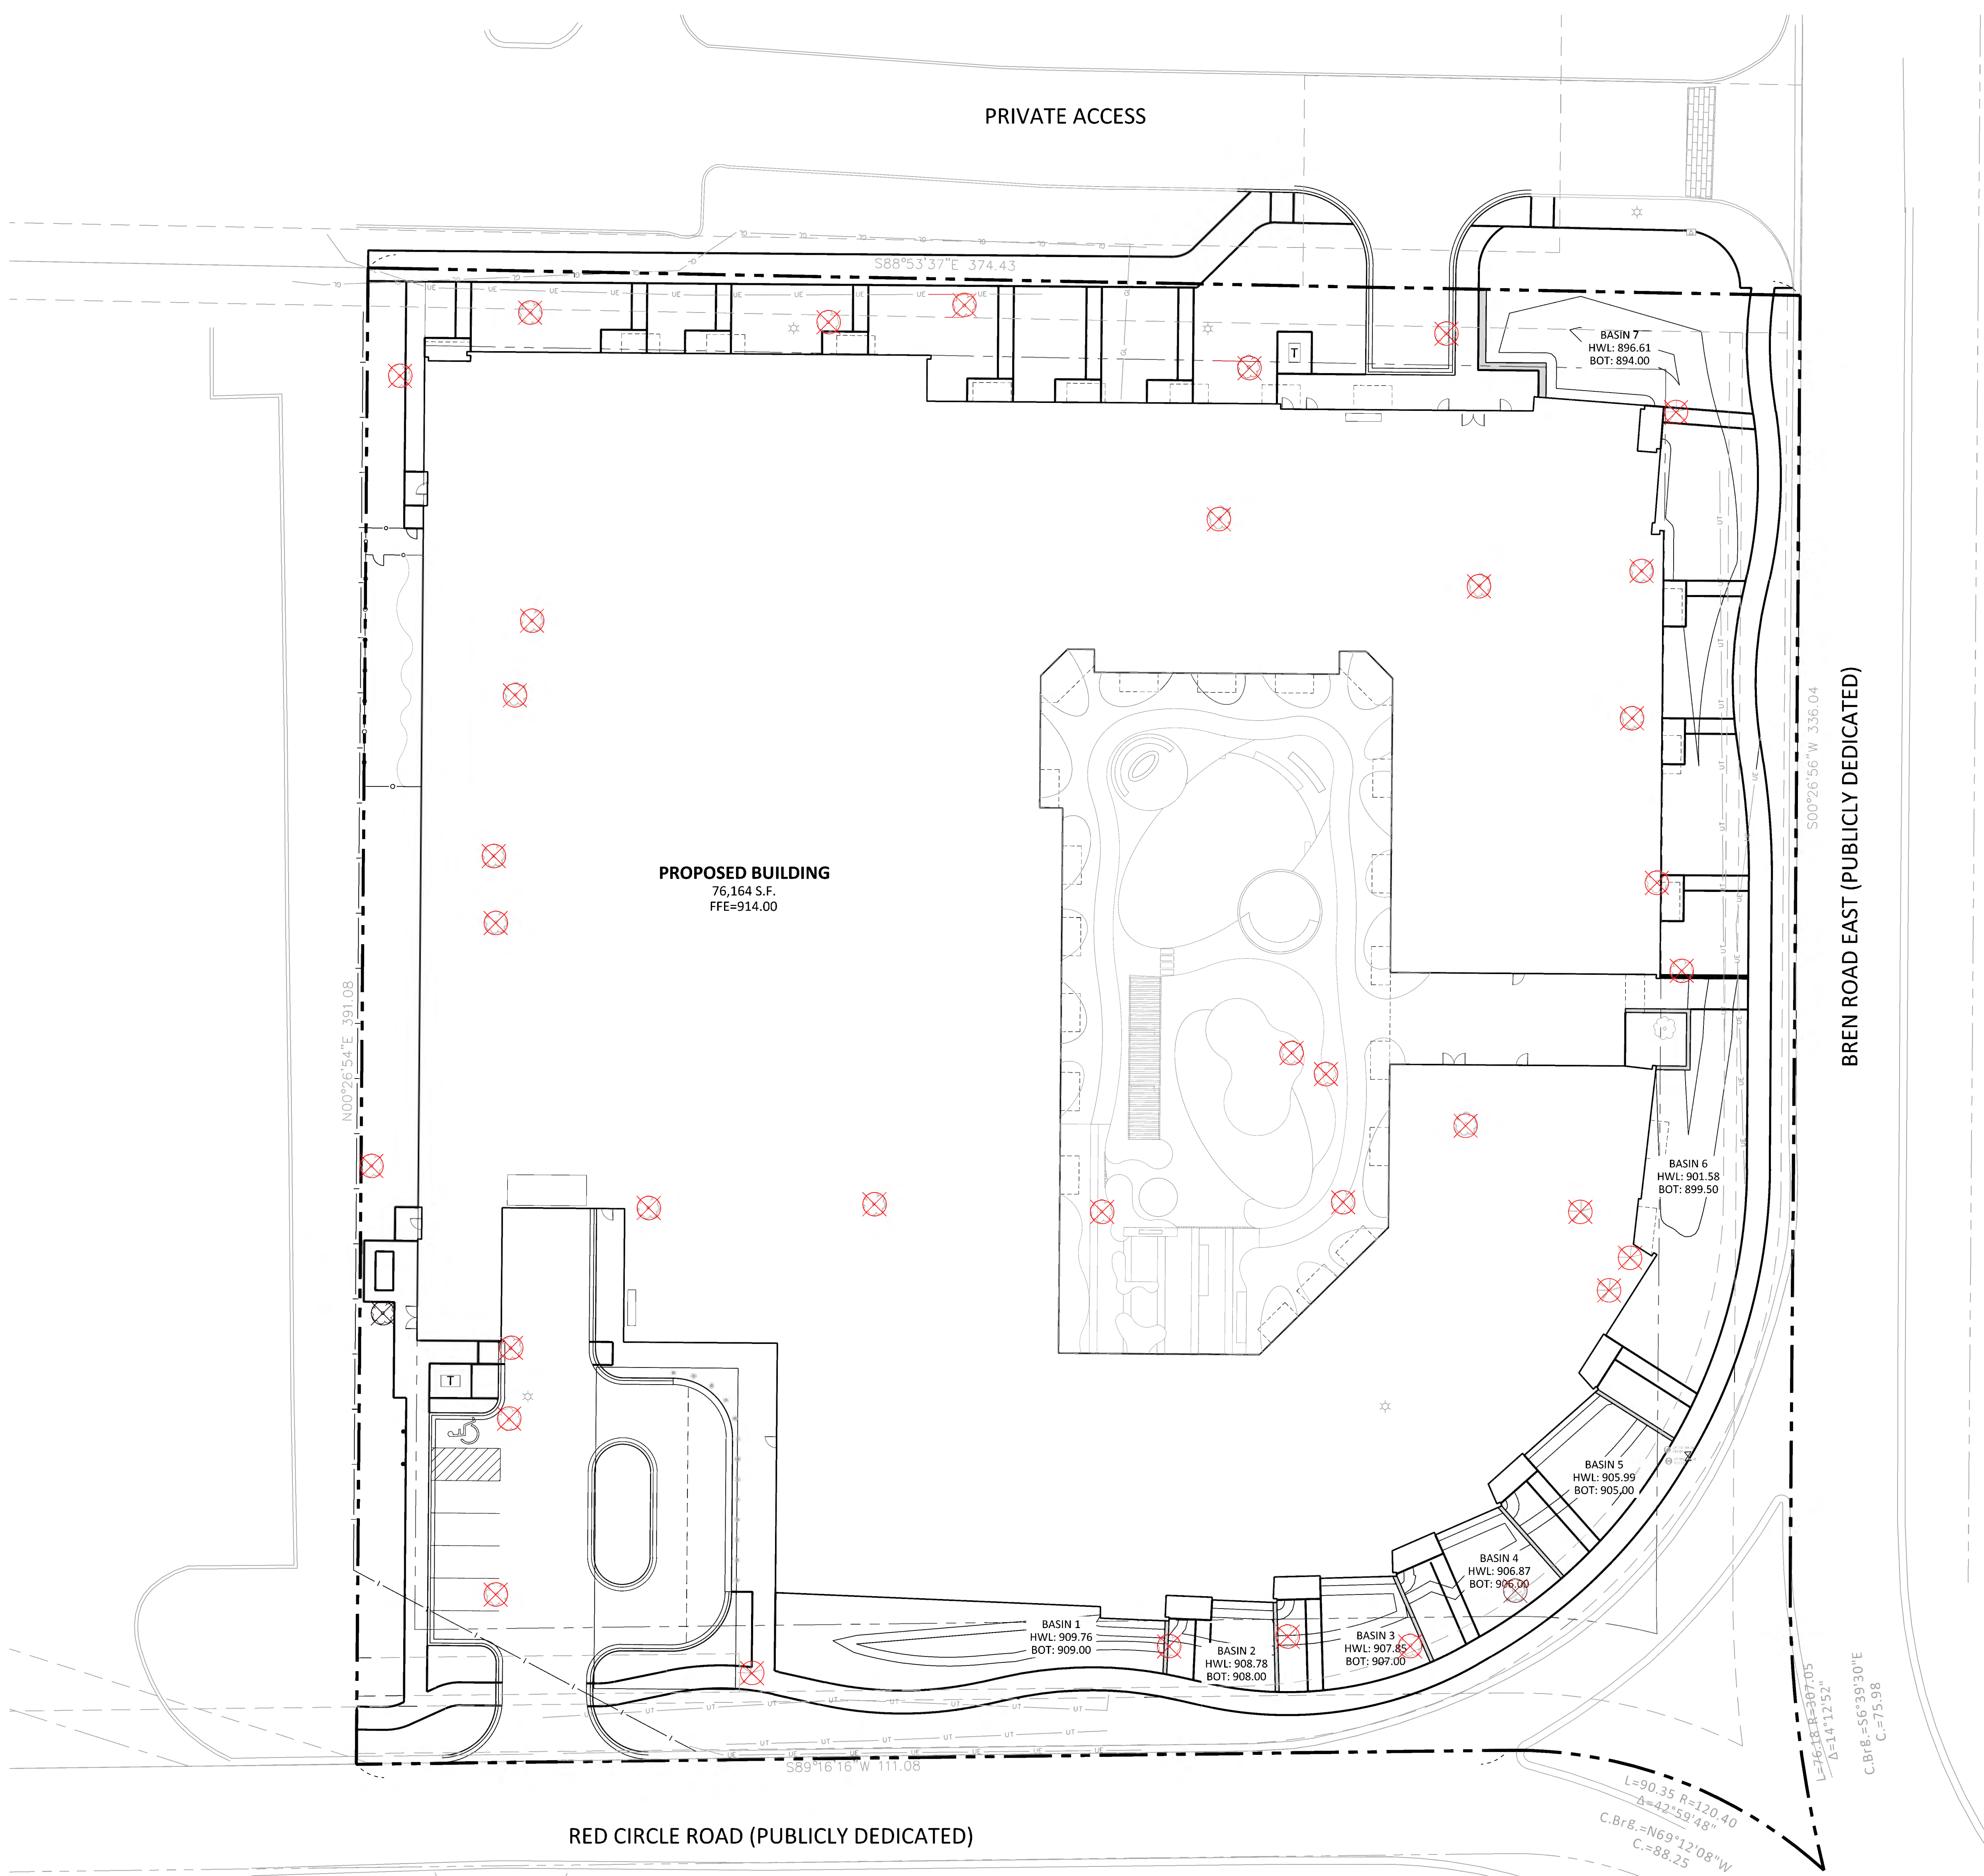 PRIVATE ACCESS
S88°53'37"E 374.43
OL
UE
T
BASIN 7
HWL: 896.61
BOT: 894.00
UT
PROPOSED BUILDING
76,164 S.F.
FFE=914.00
S00°26'56"W 336.04
BREN ROAD EAST (PUBLICLY DEDICATED)
N00°26'54"E 391.08
BASIN 6
HWL: 901.58
BOT: 899.50
T
BASIN 5
HWL: 905.99
BOT: 905.00
BASIN 4
HWL: 906.87
BOT: 906.00
BASIN 1
HWL: 909.76
BOT: 909.00
BASIN 2
HWL: 908.78
BOT: 908.00
BASIN 3
HWL: 907.85
BOT: 907.00
S89°16'16"W 111.08
L=76.18 R=307.05
Δ=14°12'52"
C.Brg.=S6°39'30"E
C.=75.98
L=90.35 R=120.40
Δ=42°59'48"
C.Brg.=N69°12'08"W
C.=88.25
RED CIRCLE ROAD (PUBLICLY DEDICATED)